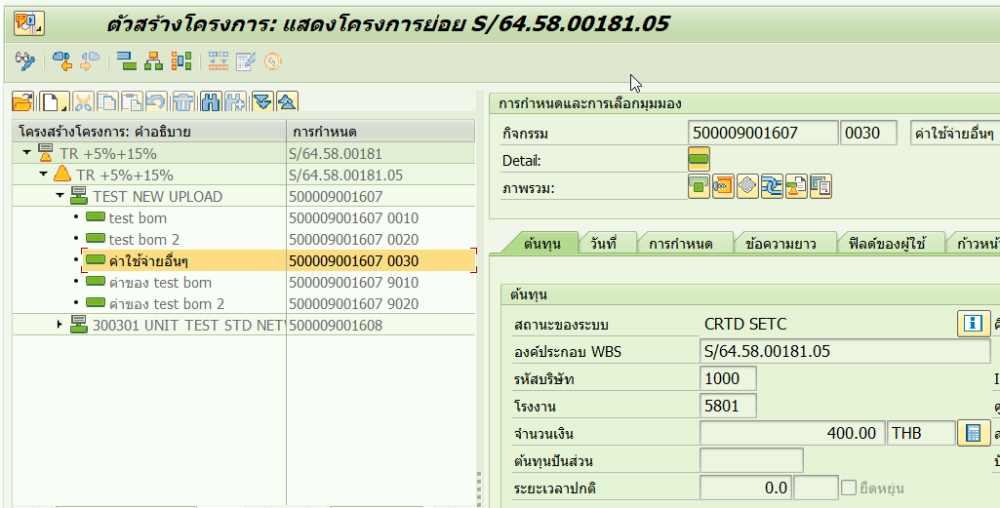 ตัวสร้างโครงการ: แสดงโครงการย่อย S/64.58.00181.05
โครงสร้างโครงการ: คำอธิบาย การกำหนด
TR +5%+15% S/64.58.00181
TR +5%+15% S/64.58.00181.05
TEST NEW UPLOAD 500009001607
test bom 500009001607 0010
test bom 2 500009001607 0020
ค่าใช้จ่ายอื่นๆ 500009001607 0030
ค่าของ test bom 500009001607 9010
ค่าของ test bom 2 500009001607 9020
300301 UNIT TEST STD NET 500009001608
การกำหนดและการเลือกมุมมอง
กิจกรรม 500009001607 0030 ค่าใช้จ่ายอื่นๆ
Detail:
ภาพรวม:
ต้นทุน วันที่ การกำหนด ข้อความยาว ฟิลด์ของผู้ใช้ ก้าวหน้
ต้นทุน
สถานะของระบบ CRTD SETC
องค์ประกอบ WBS S/64.58.00181.05
รหัสบริษัท 1000
โรงงาน 5801
จำนวนเงิน 400.00 THB
ต้นทุนปันส่วน
ระยะเวลาปกติ 0.0 ยืดหยุ่น